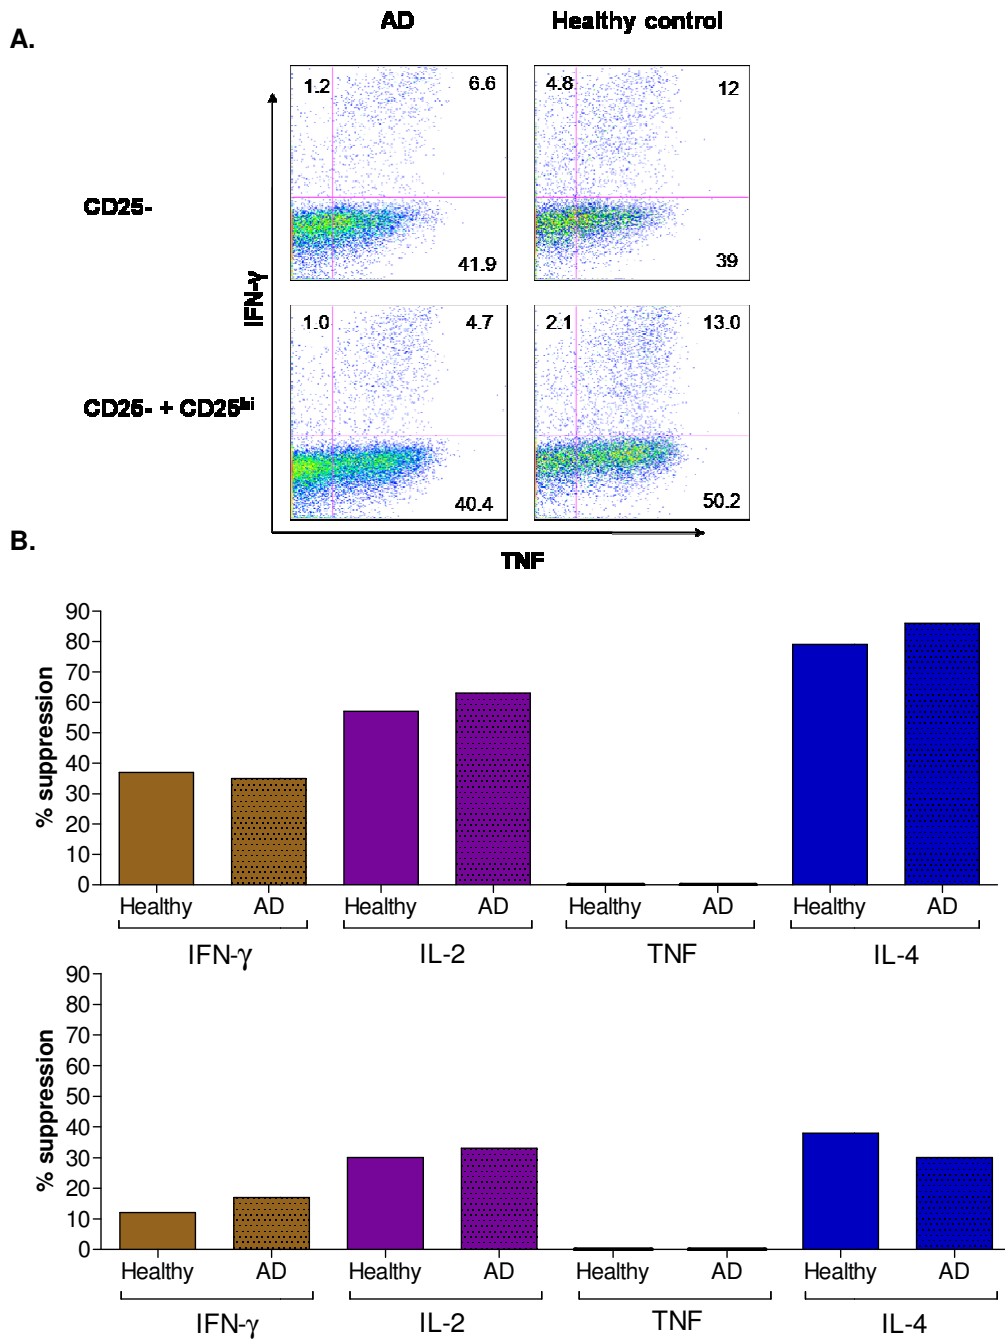 A.
AD Healthy control
CD25-
1.2 6.6
41.9
4.8 12
39
CD25- + CD25hi
1.0 4.7
40.4
2.1 13.0
50.2
IFN-γ
TNF
B.
% suppression
90
80
70
60
50
40
30
20
10
0
Healthy AD Healthy AD Healthy AD Healthy AD
IFN-γ IL-2 TNF IL-4
% suppression
90
80
70
60
50
40
30
20
10
0
Healthy AD Healthy AD Healthy AD Healthy AD
IFN-γ IL-2 TNF IL-4